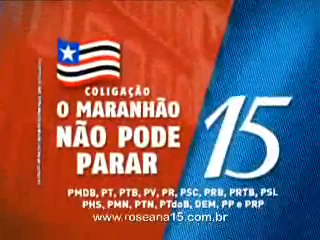 COLIGAÇÃO
O MARANHÃO
NÃO PODE
PARAR
15
PMDB, PT, PTB, PV, PR, PSC, PRB, PRTB, PSL
PHS, PMN, PTN, PTdoB, DEM, PP e PRP
www.roseana15.com.br